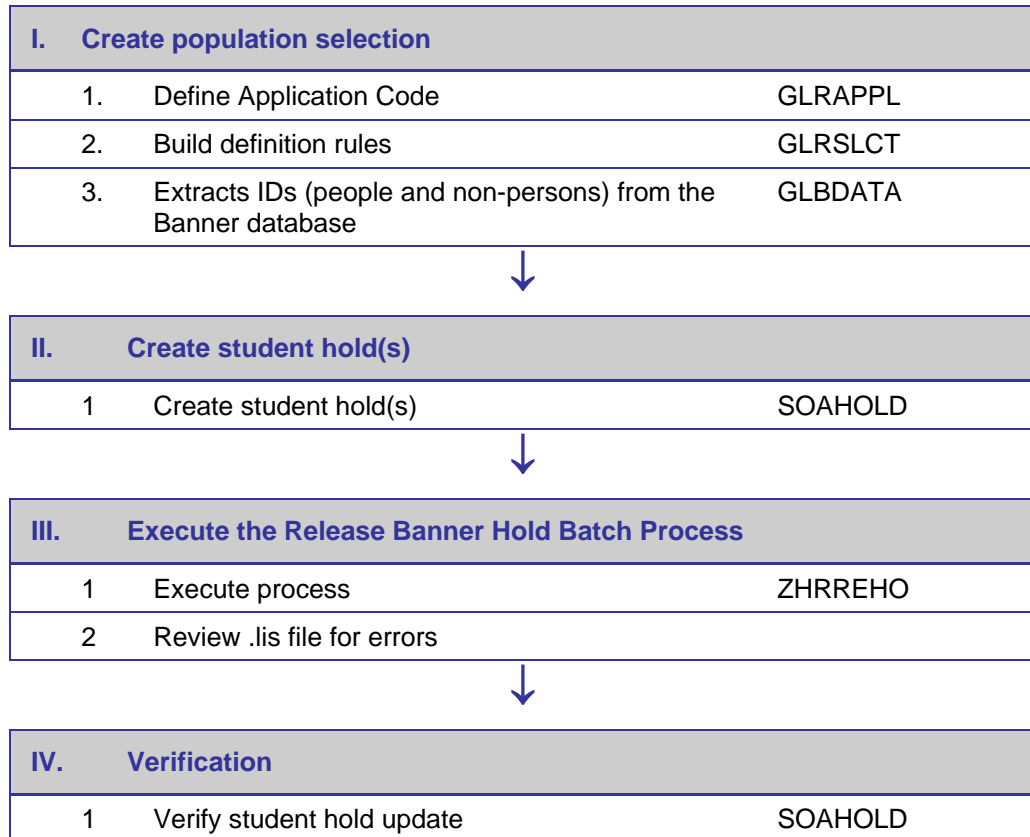 I. Create population selection
1. Define Application Code GLRAPPL
2. Build definition rules GLRSLCT
3. Extracts IDs (people and non-persons) from the GLBDATA
Banner database
↓
II. Create student hold(s)
1 Create student hold(s) SOAHOLD
↓
III. Execute the Release Banner Hold Batch Process
1 Execute process ZHRREHO
2 Review .lis file for errors
↓
IV. Verification
1 Verify student hold update SOAHOLD